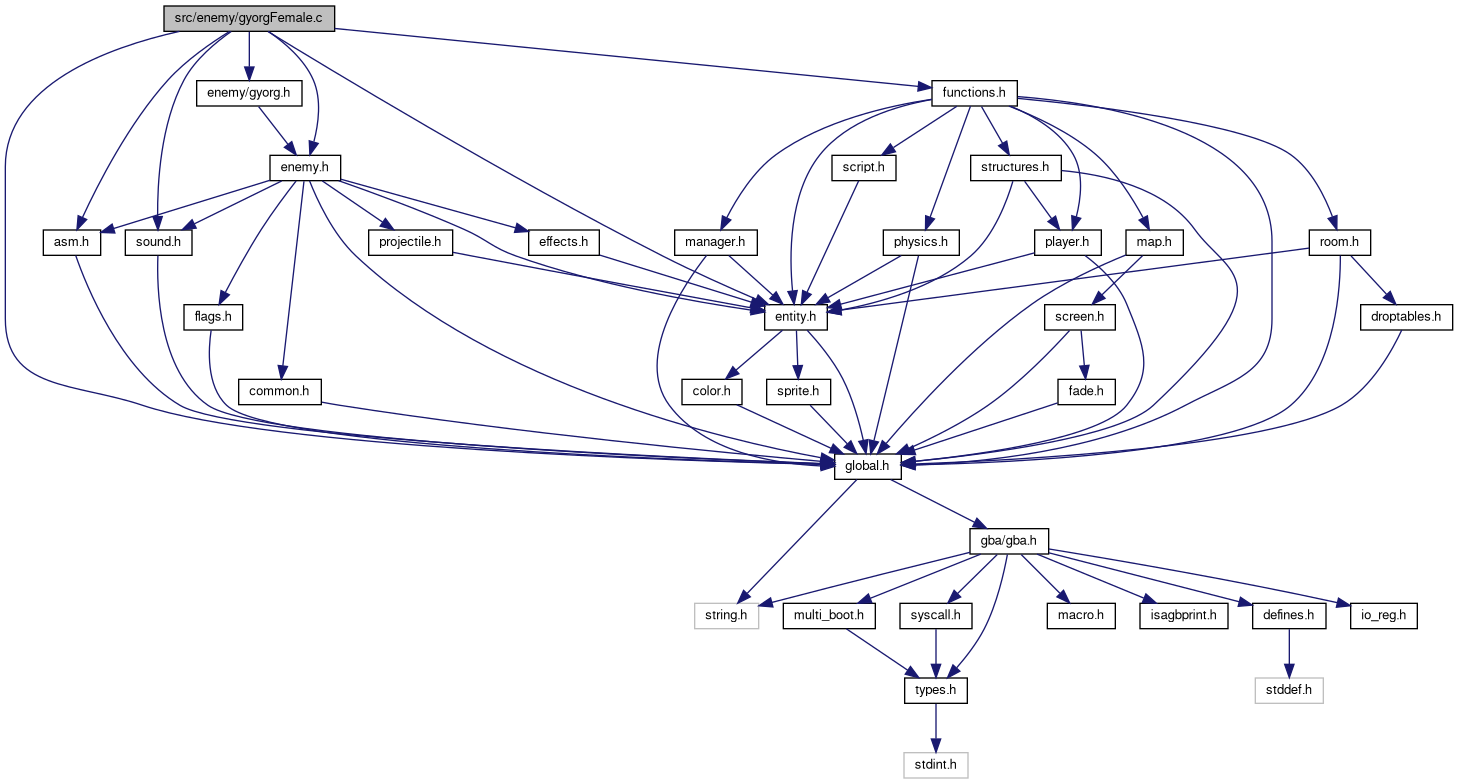 src/enemy/gyorgFemale.c
enemy/gyorg.h
functions.h
enemy.h
script.h
structures.h
asm.h
sound.h
projectile.h
effects.h
manager.h
physics.h
player.h
map.h
room.h
flags.h
entity.h
screen.h
droptables.h
common.h
color.h
sprite.h
fade.h
global.h
gba/gba.h
string.h
multi_boot.h
syscall.h
macro.h
isagbprint.h
defines.h
io_reg.h
types.h
stddef.h
stdint.h